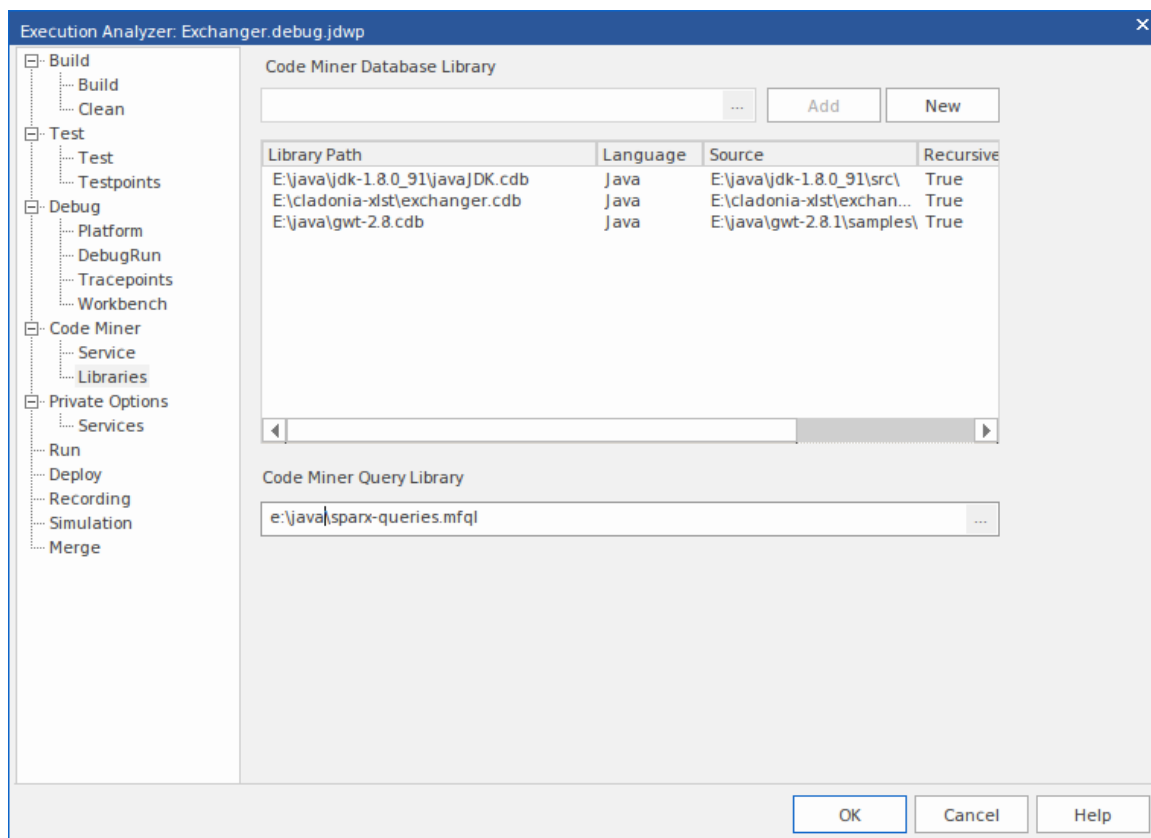 Execution Analyzer: Exchanger.debug.jdwp
Build
Build
Clean
Test
Test
Testpoints
Debug
Platform
DebugRun
Tracepoints
Workbench
Code Miner
Service
Libraries
Private Options
Services
Run
Deploy
Recording
Simulation
Merge
Code Miner Database Library
... Add New
Library Path Language Source Recursive
E:\java\jdk-1.8.0_91\javaJDK.cdb Java E:\java\jdk-1.8.0_91\src\ True
E:\cladonia-xlst\exchanger.cdb Java E:\cladonia-xlst\exchan... True
E:\java\gwt-2.8.cdb Java E:\java\gwt-2.8.1\samples\ True
Code Miner Query Library
e:\java\sparx-queries.mfql ...
OK Cancel Help